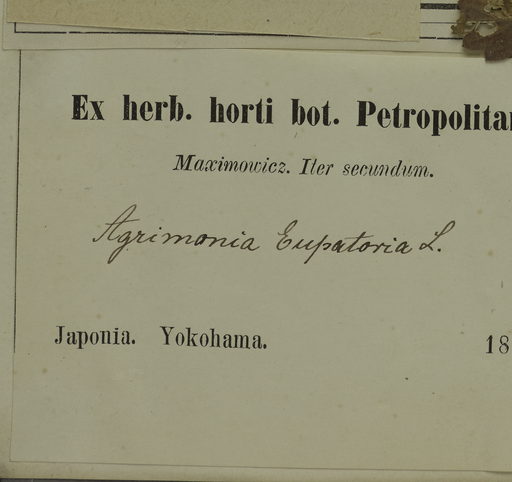 Ex herb. horti bot. Petropolita
Maximowicz. Iter secundum.
Agrimonia Eupatoria L.
Japonia. Yokohama. 18